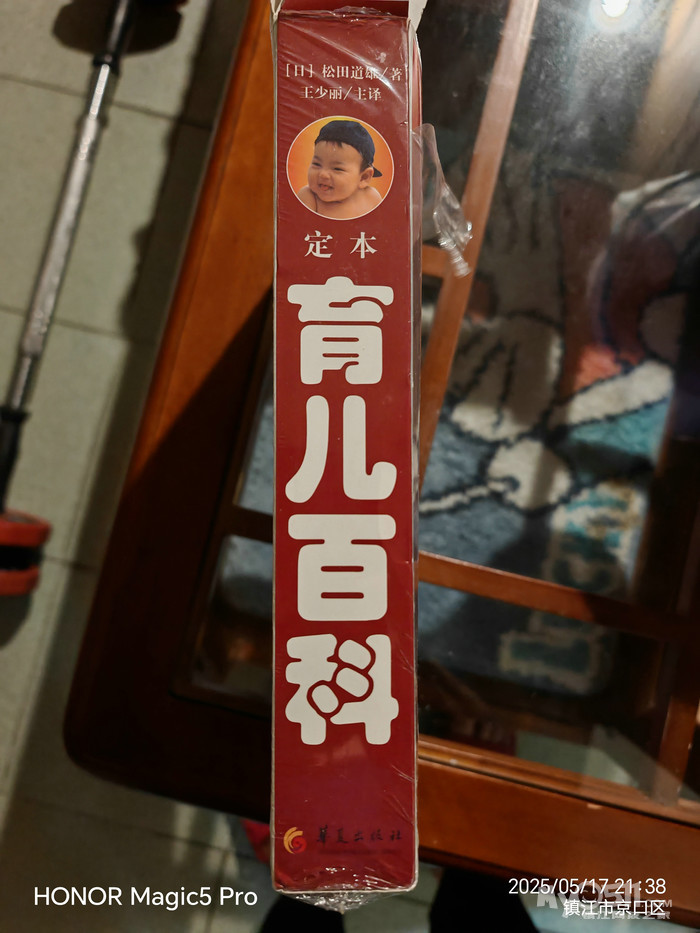 [日] 松田道雄/著
王少丽/主译
定本
育儿百科
华夏出版社
HONOR Magic5 Pro
2025/05/17 21:38
镇江市京口区